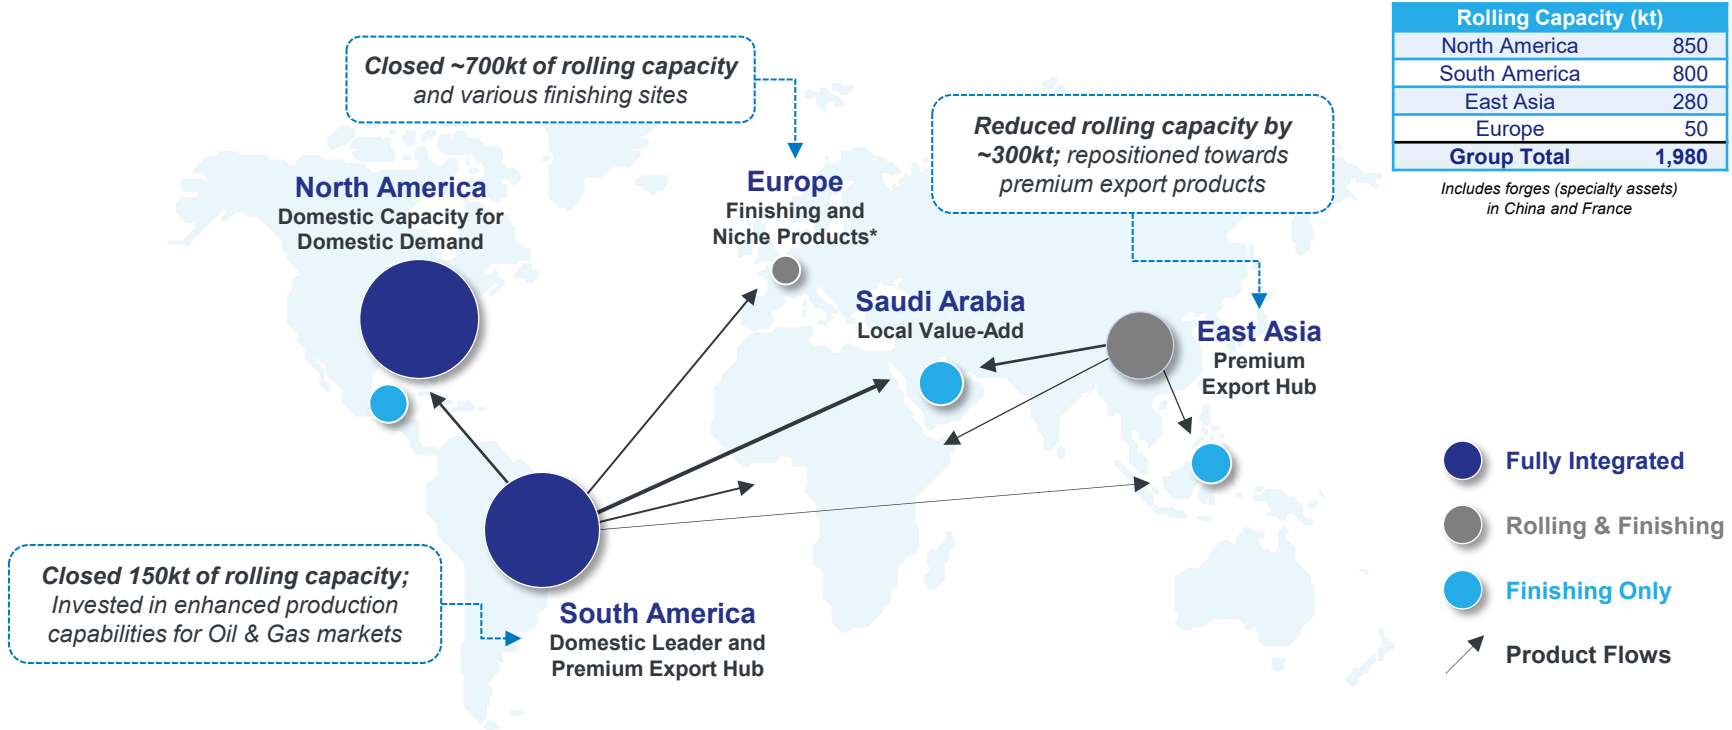 Closed ~700kt of rolling capacity
and various finishing sites
Rolling Capacity (kt)
North America 850
South America 800
East Asia 280
Europe 50
Group Total 1,980
Includes forges (specialty assets)
in China and France
Reduced rolling capacity by
~300kt; repositioned towards
premium export products
North America
Domestic Capacity for
Domestic Demand
Europe
Finishing and
Niche Products*
Saudi Arabia
Local Value-Add
East Asia
Premium
Export Hub
Closed 150kt of rolling capacity;
Invested in enhanced production
capabilities for Oil & Gas markets
South America
Domestic Leader and
Premium Export Hub
Fully Integrated
Rolling & Finishing
Finishing Only
Product Flows